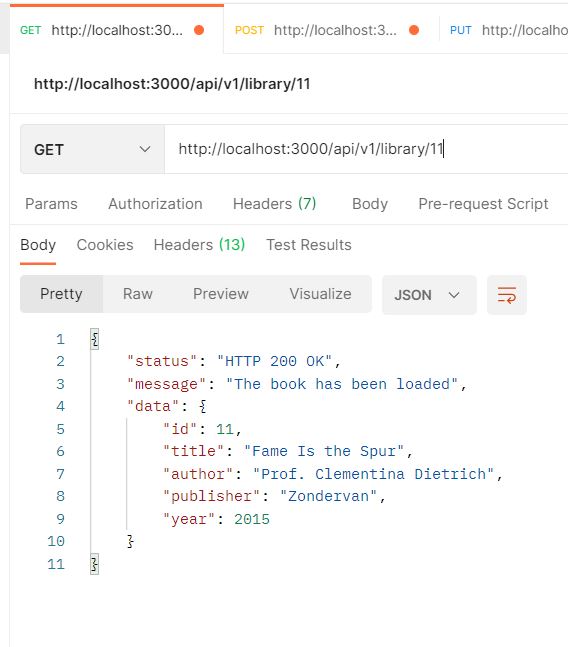 GET http://localhost:30... POST http://localhost:3... PUT http://localho
http://localhost:3000/api/v1/library/11
GET http://localhost:3000/api/v1/library/11
Params Authorization Headers (7) Body Pre-request Script
Body Cookies Headers (13) Test Results
Pretty Raw Preview Visualize JSON
1 {
2 "status": "HTTP 200 OK",
3 "message": "The book has been loaded",
4 "data": {
5 "id": 11,
6 "title": "Fame Is the Spur",
7 "author": "Prof. Clementina Dietrich",
8 "publisher": "Zondervan",
9 "year": 2015
10 }
11 }